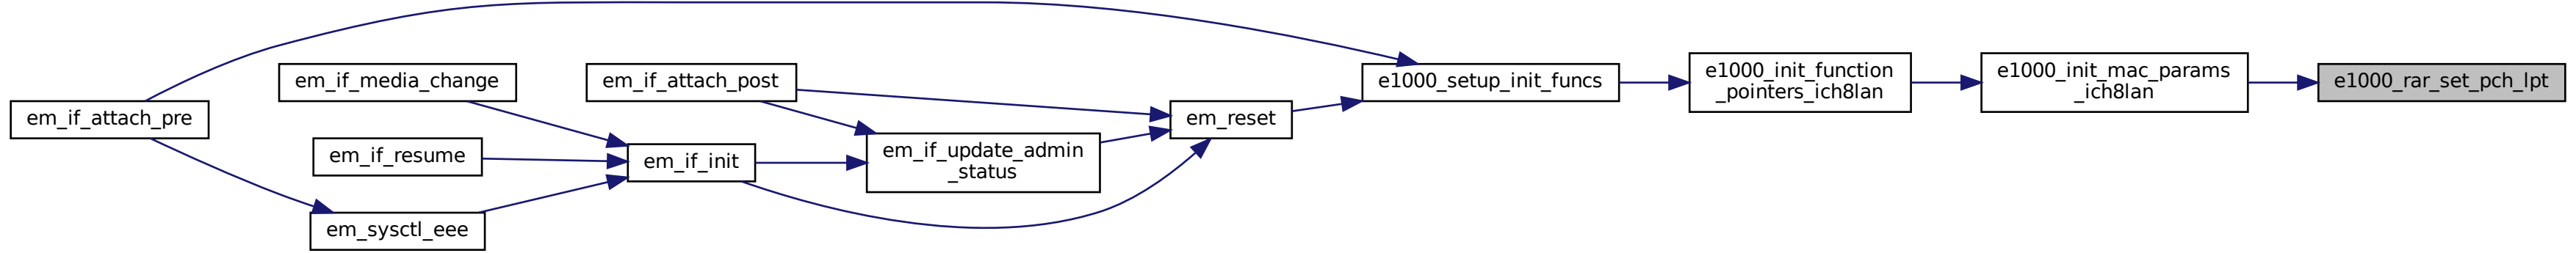 em_if_attach_pre
em_if_media_change
em_if_resume
em_sysctl_eee
em_if_attach_post
em_if_init
em_if_update_admin
_status
em_reset
e1000_setup_init_funcs
e1000_init_function
_pointers_ich8lan
e1000_init_mac_params
_ich8lan
e1000_rar_set_pch_lpt